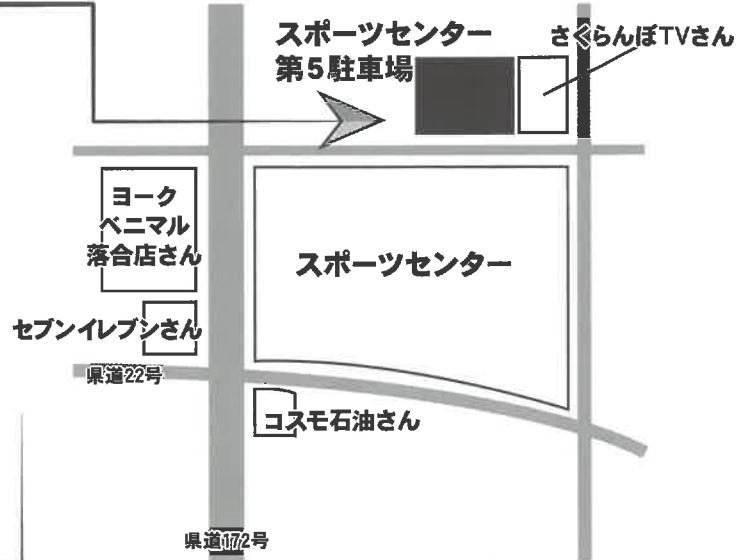 スポーツセンター
第5駐車場
さくらんぼTVさん
ヨーク
ベニマル
落合店さん
スポーツセンター
セブンイレブンさん
県道22号
コスモ石油さん
県道172号